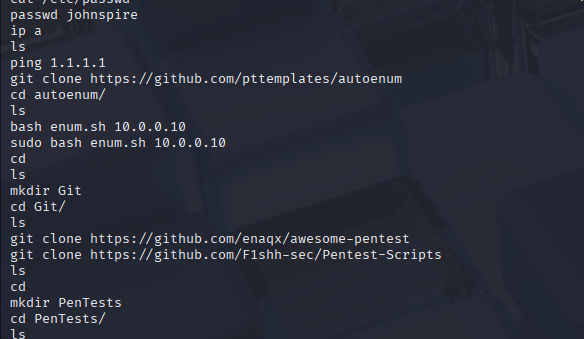 cat /etc/passwd
passwd johnspire
ip a
ls
ping 1.1.1.1
git clone https://github.com/pttemplates/autoenum
cd autoenum/
ls
bash enum.sh 10.0.0.10
sudo bash enum.sh 10.0.0.10
cd
ls
mkdir Git
cd Git/
ls
git clone https://github.com/enaqx/awesome-pentest
git clone https://github.com/F1shh-sec/Pentest-Scripts
ls
cd
mkdir PenTests
cd PenTests/
ls